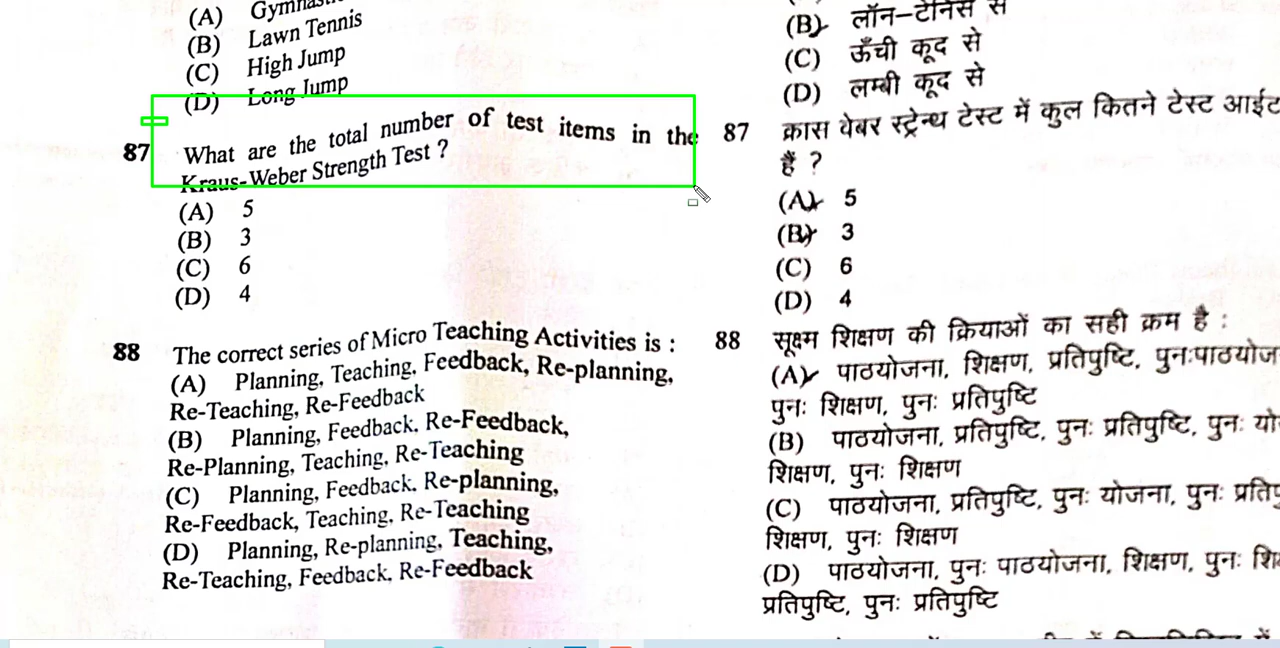 (A) Gymnast
(B) Lawn Tennis
(C) High Jump
(D) Long Jump
87 What are the total number of test items in the
Kraus-Weber Strength Test ?
(A) 5
(B) 3
(C) 6
(D) 4
88 The correct series of Micro Teaching Activities is :
(A) Planning, Teaching, Feedback, Re-planning,
Re-Teaching, Re-Feedback
(B) Planning, Feedback, Re-Feedback,
Re-Planning, Teaching, Re-Teaching
(C) Planning, Feedback, Re-planning,
Re-Feedback, Teaching, Re-Teaching
(D) Planning, Re-planning, Teaching,
Re-Teaching, Feedback, Re-Feedback
(B) लॉन-टेनिस से
(C) ऊँची कूद से
(D) लम्बी कूद से
87 क्रास वेबर स्ट्रेन्थ टेस्ट में कुल कितने टेस्ट आईट
हैं ?
(A) 5
(B) 3
(C) 6
(D) 4
88 सूक्ष्म शिक्षण की क्रियाओं का सही क्रम है :
(A) पाठयोजना, शिक्षण, प्रतिपुष्टि, पुनःपाठयोज
पुनः शिक्षण, पुनः प्रतिपुष्टि
(B) पाठयोजना, प्रतिपुष्टि, पुनः प्रतिपुष्टि, पुनः यो
शिक्षण, पुनः शिक्षण
(C) पाठयोजना, प्रतिपुष्टि, पुनः योजना, पुनः प्रतिपु
शिक्षण, पुनः शिक्षण
(D) पाठयोजना, पुनः पाठयोजना, शिक्षण, पुनः शि
प्रतिपुष्टि, पुनः प्रतिपुष्टि